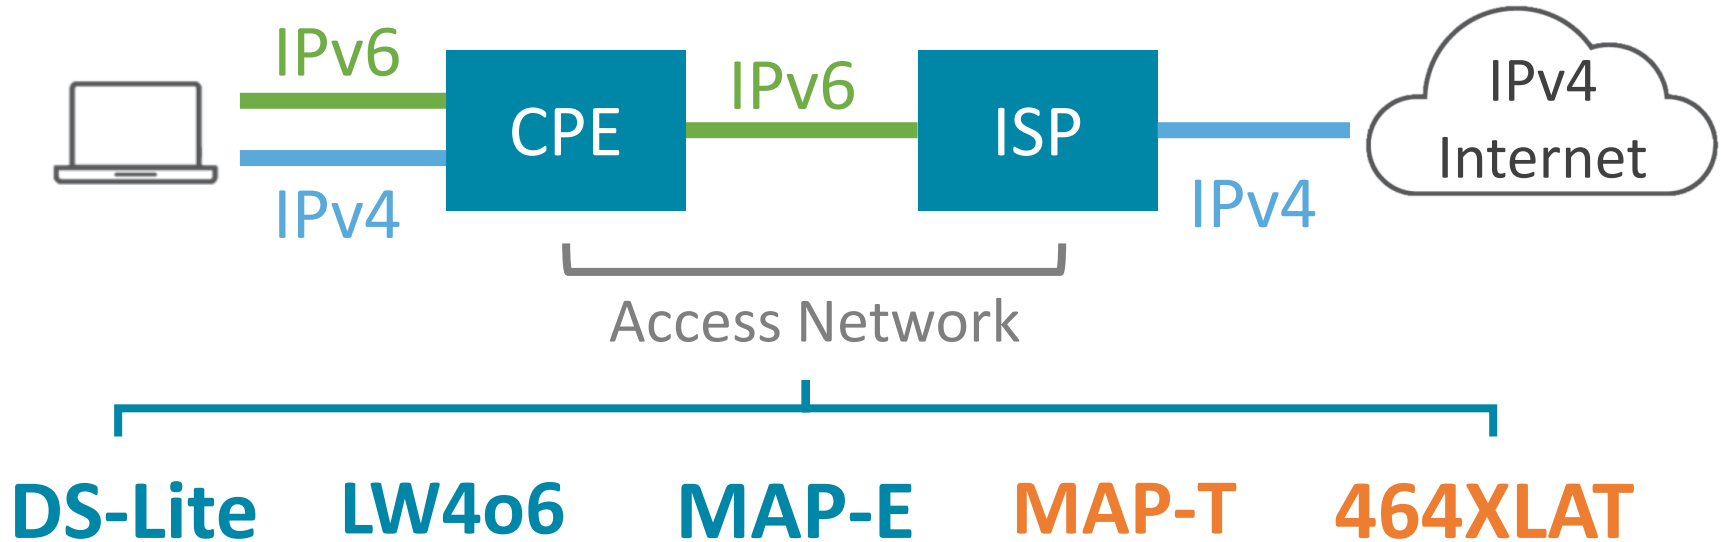 IPv6
IPv4
CPE
IPv6
ISP
IPv4
IPv4
Internet
Access Network
DS-Lite
LW4o6
MAP-E
MAP-T
464XLAT